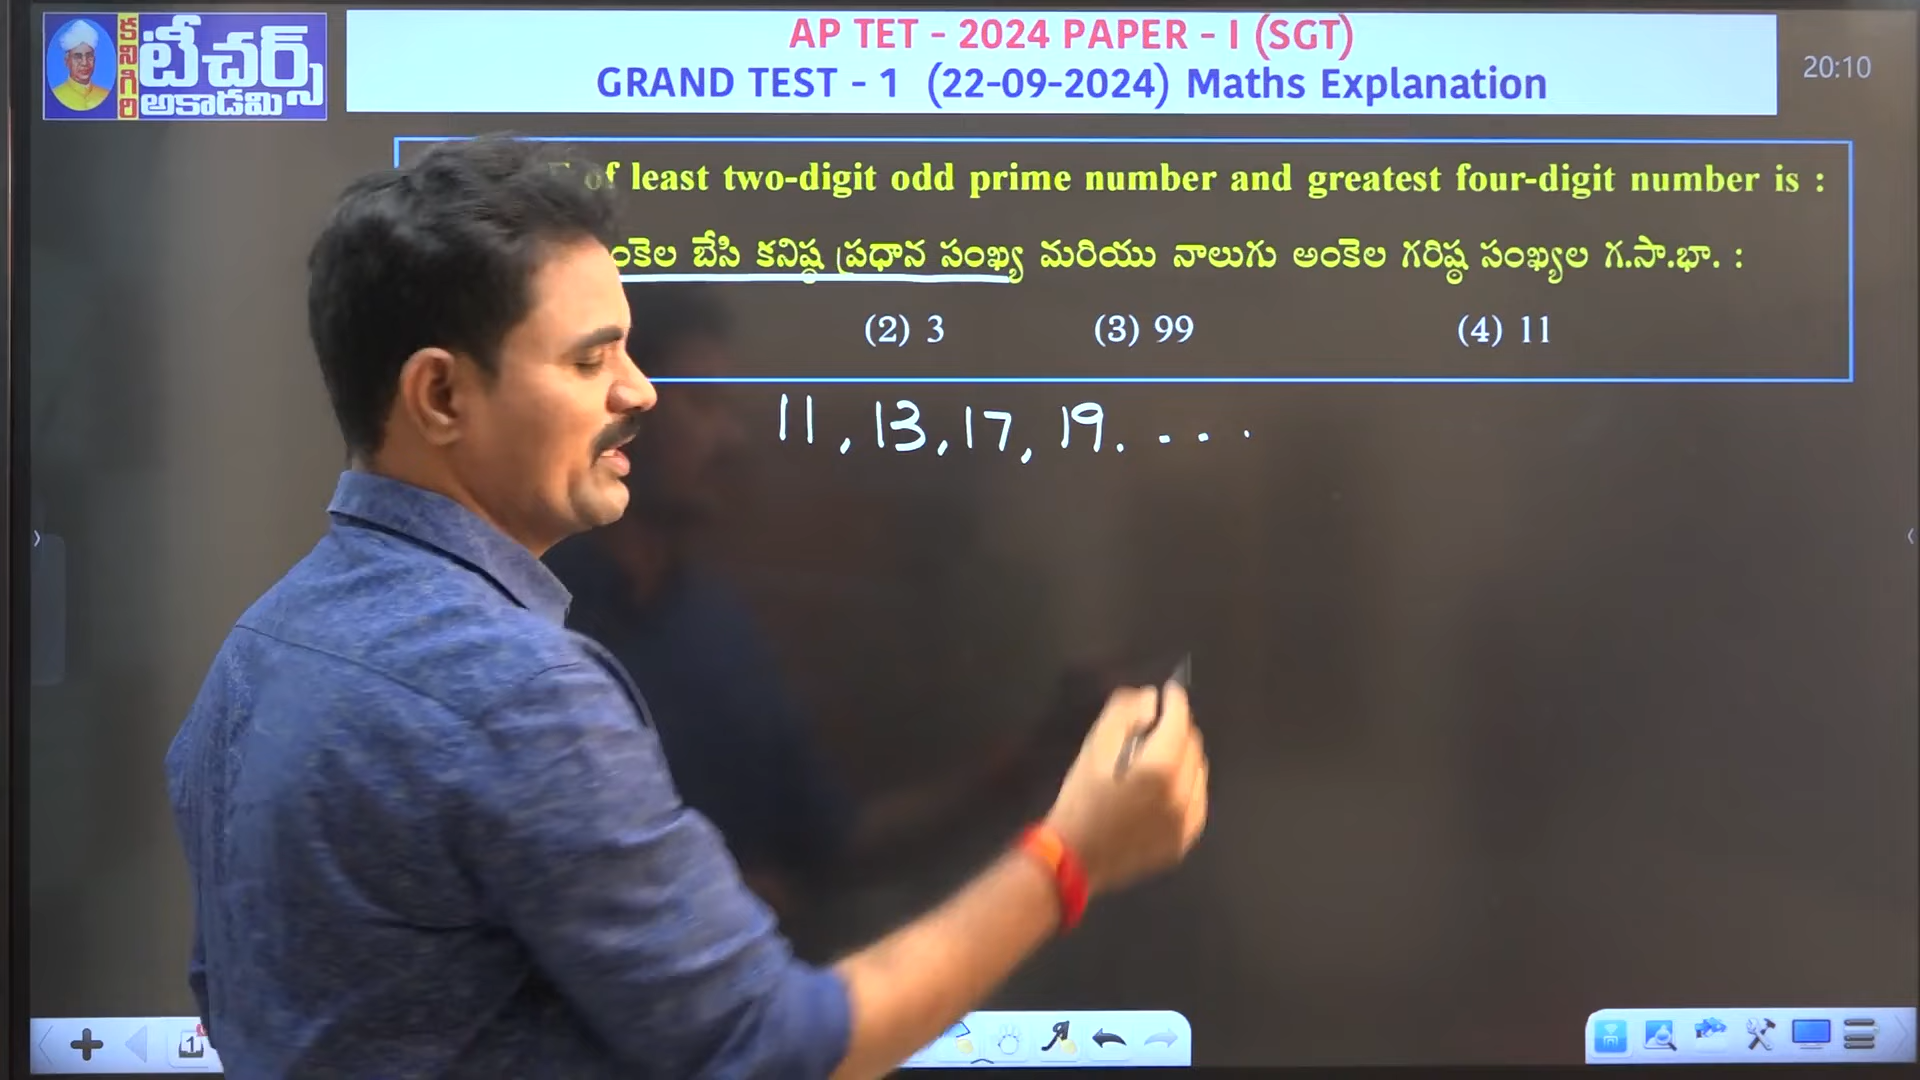 కనిగిరి
టీచర్స్
అకాడమి
AP TET - 2024 PAPER - I (SGT)
GRAND TEST - 1 (22-09-2024) Maths Explanation
20:10
of least two-digit odd prime number and greatest four-digit number is :
బేసి కనిష్ఠ ప్రధాన సంఖ్య మరియు నాలుగు అంకెల గరిష్ఠ సంఖ్యల గ.సా.భా. :
(2) 3 (3) 99 (4) 11
11, 13, 17, 19. . . .
1